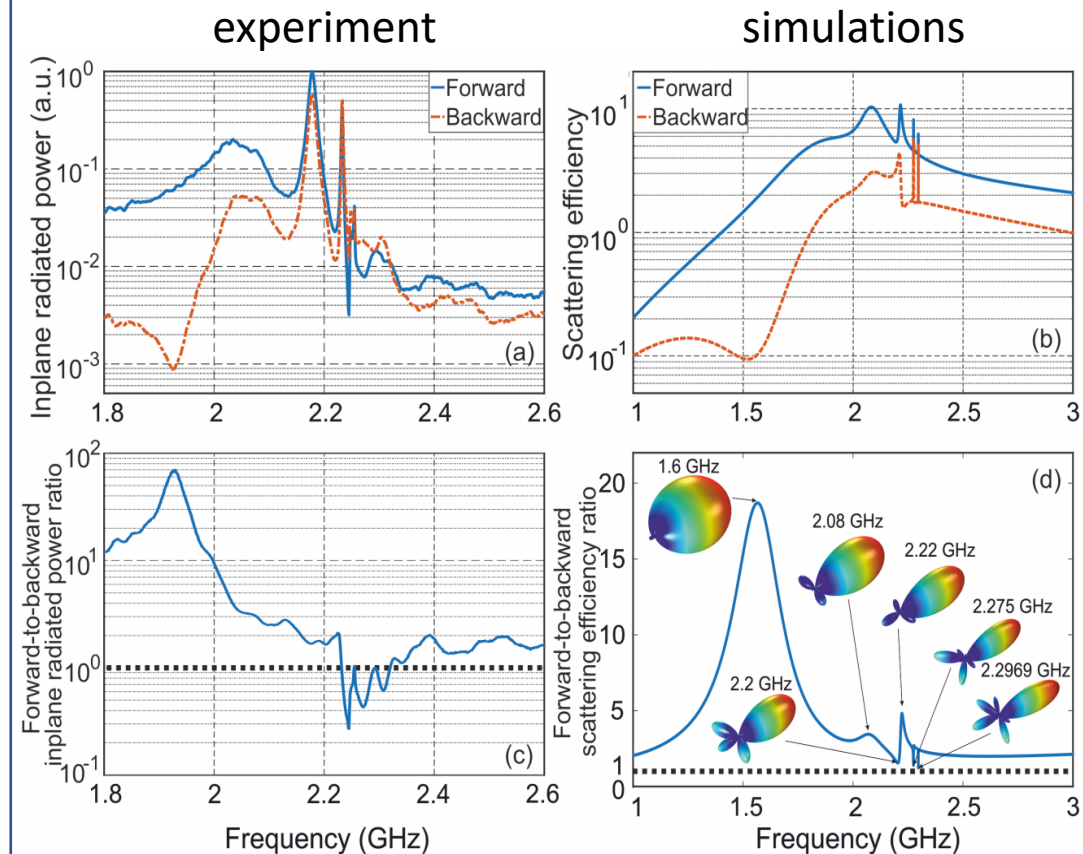 experiment
simulations
Inplane radiated power (a.u.)
10^0
10^-1
10^-2
10^-3
Forward
Backward
(a)
1.8 2 2.2 2.4 2.6
Scattering efficiency
10^1
10^0
10^-1
Forward
Backward
(b)
1 1.5 2 2.5 3
Forward-to-backward
inplane radiated power ratio
10^2
10^1
10^0
10^-1
(c)
1.8 2 2.2 2.4 2.6
Frequency (GHz)
Forward-to-backward
scattering efficiency ratio
20
15
10
5
1
0
1.6 GHz
(d)
2.08 GHz
2.22 GHz
2.275 GHz
2.2969 GHz
2.2 GHz
1 1.5 2 2.5 3
Frequency (GHz)